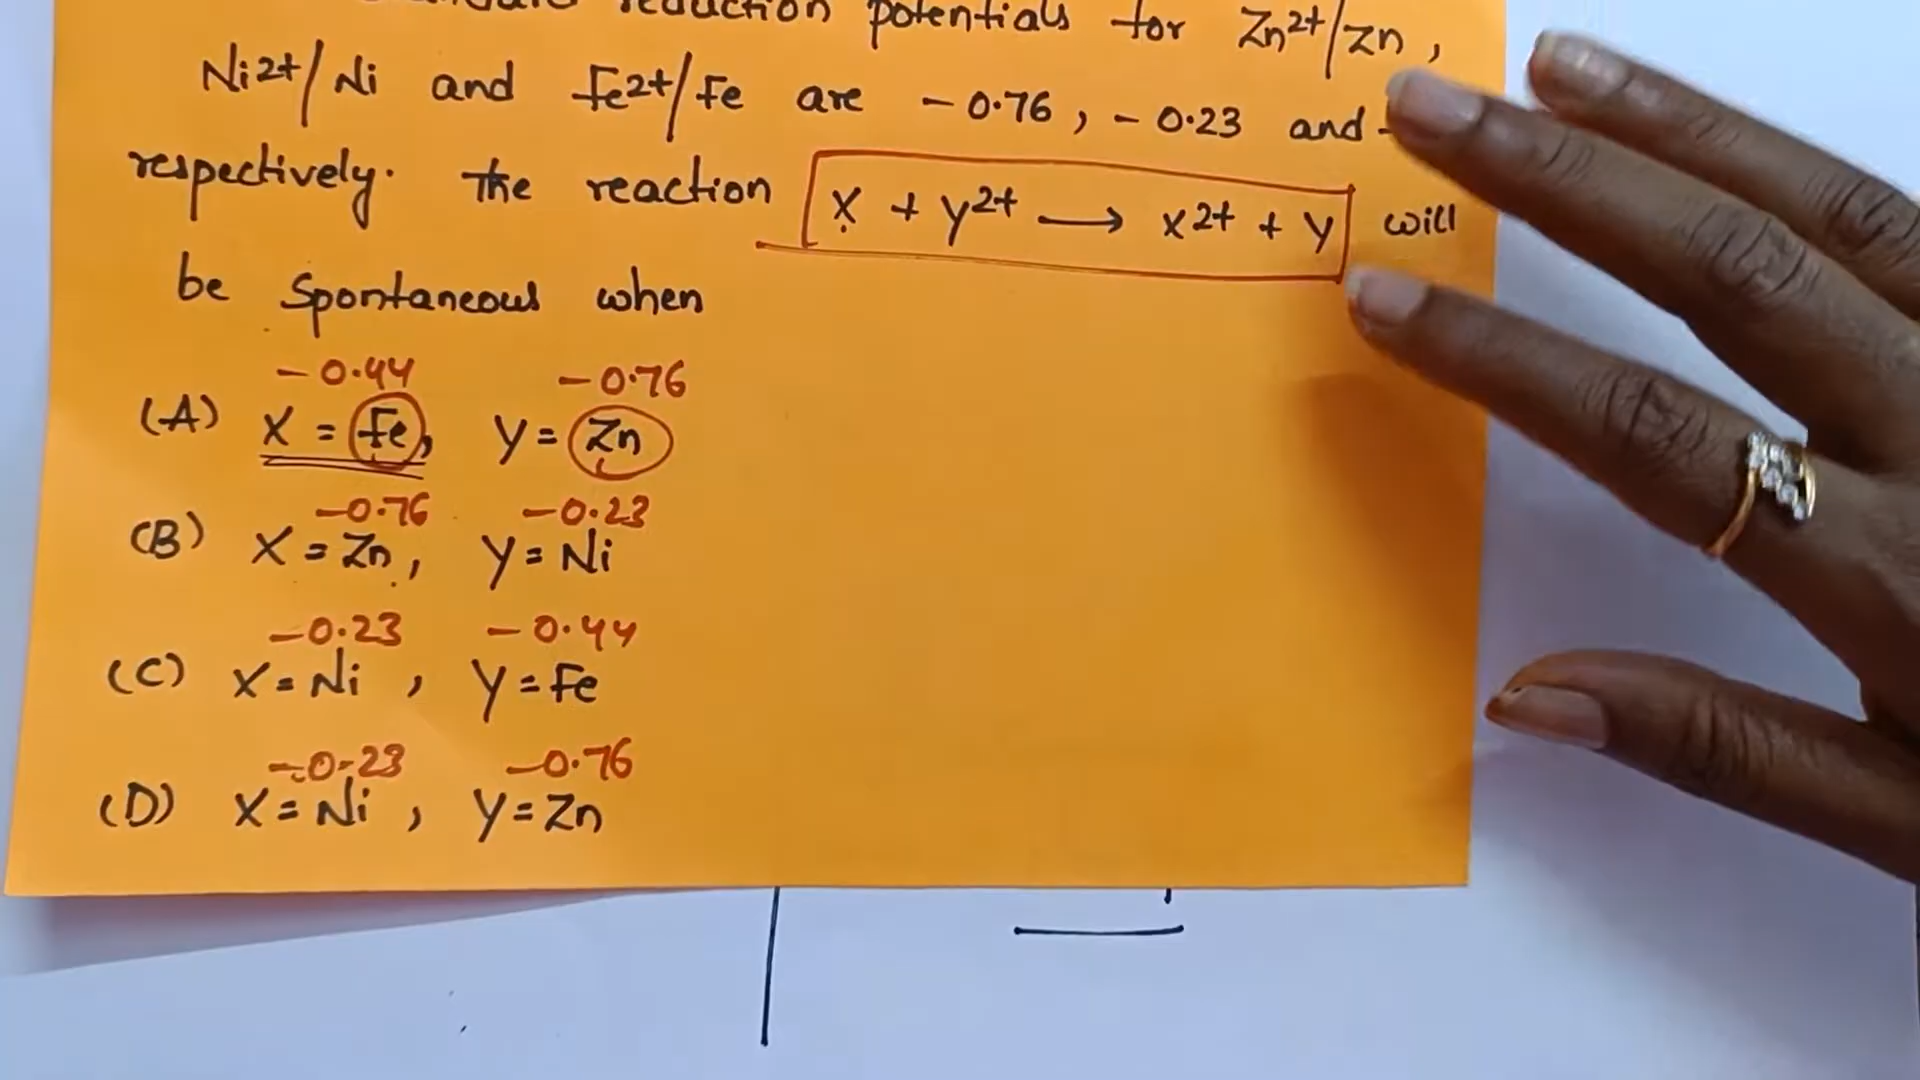 reduction potentials for Zn2+/Zn,
Ni2+/Ni and Fe2+/Fe are -0.76, -0.23 and -
respectively. The reaction X + Y2+ ⟶ X2+ + Y will
be spontaneous when
-0.44 -0.76
(A) X = Fe, Y = Zn
-0.76 -0.23
(B) X = Zn, Y = Ni
-0.23 -0.44
(C) X = Ni, Y = Fe
-0.23 -0.76
(D) X = Ni, Y = Zn